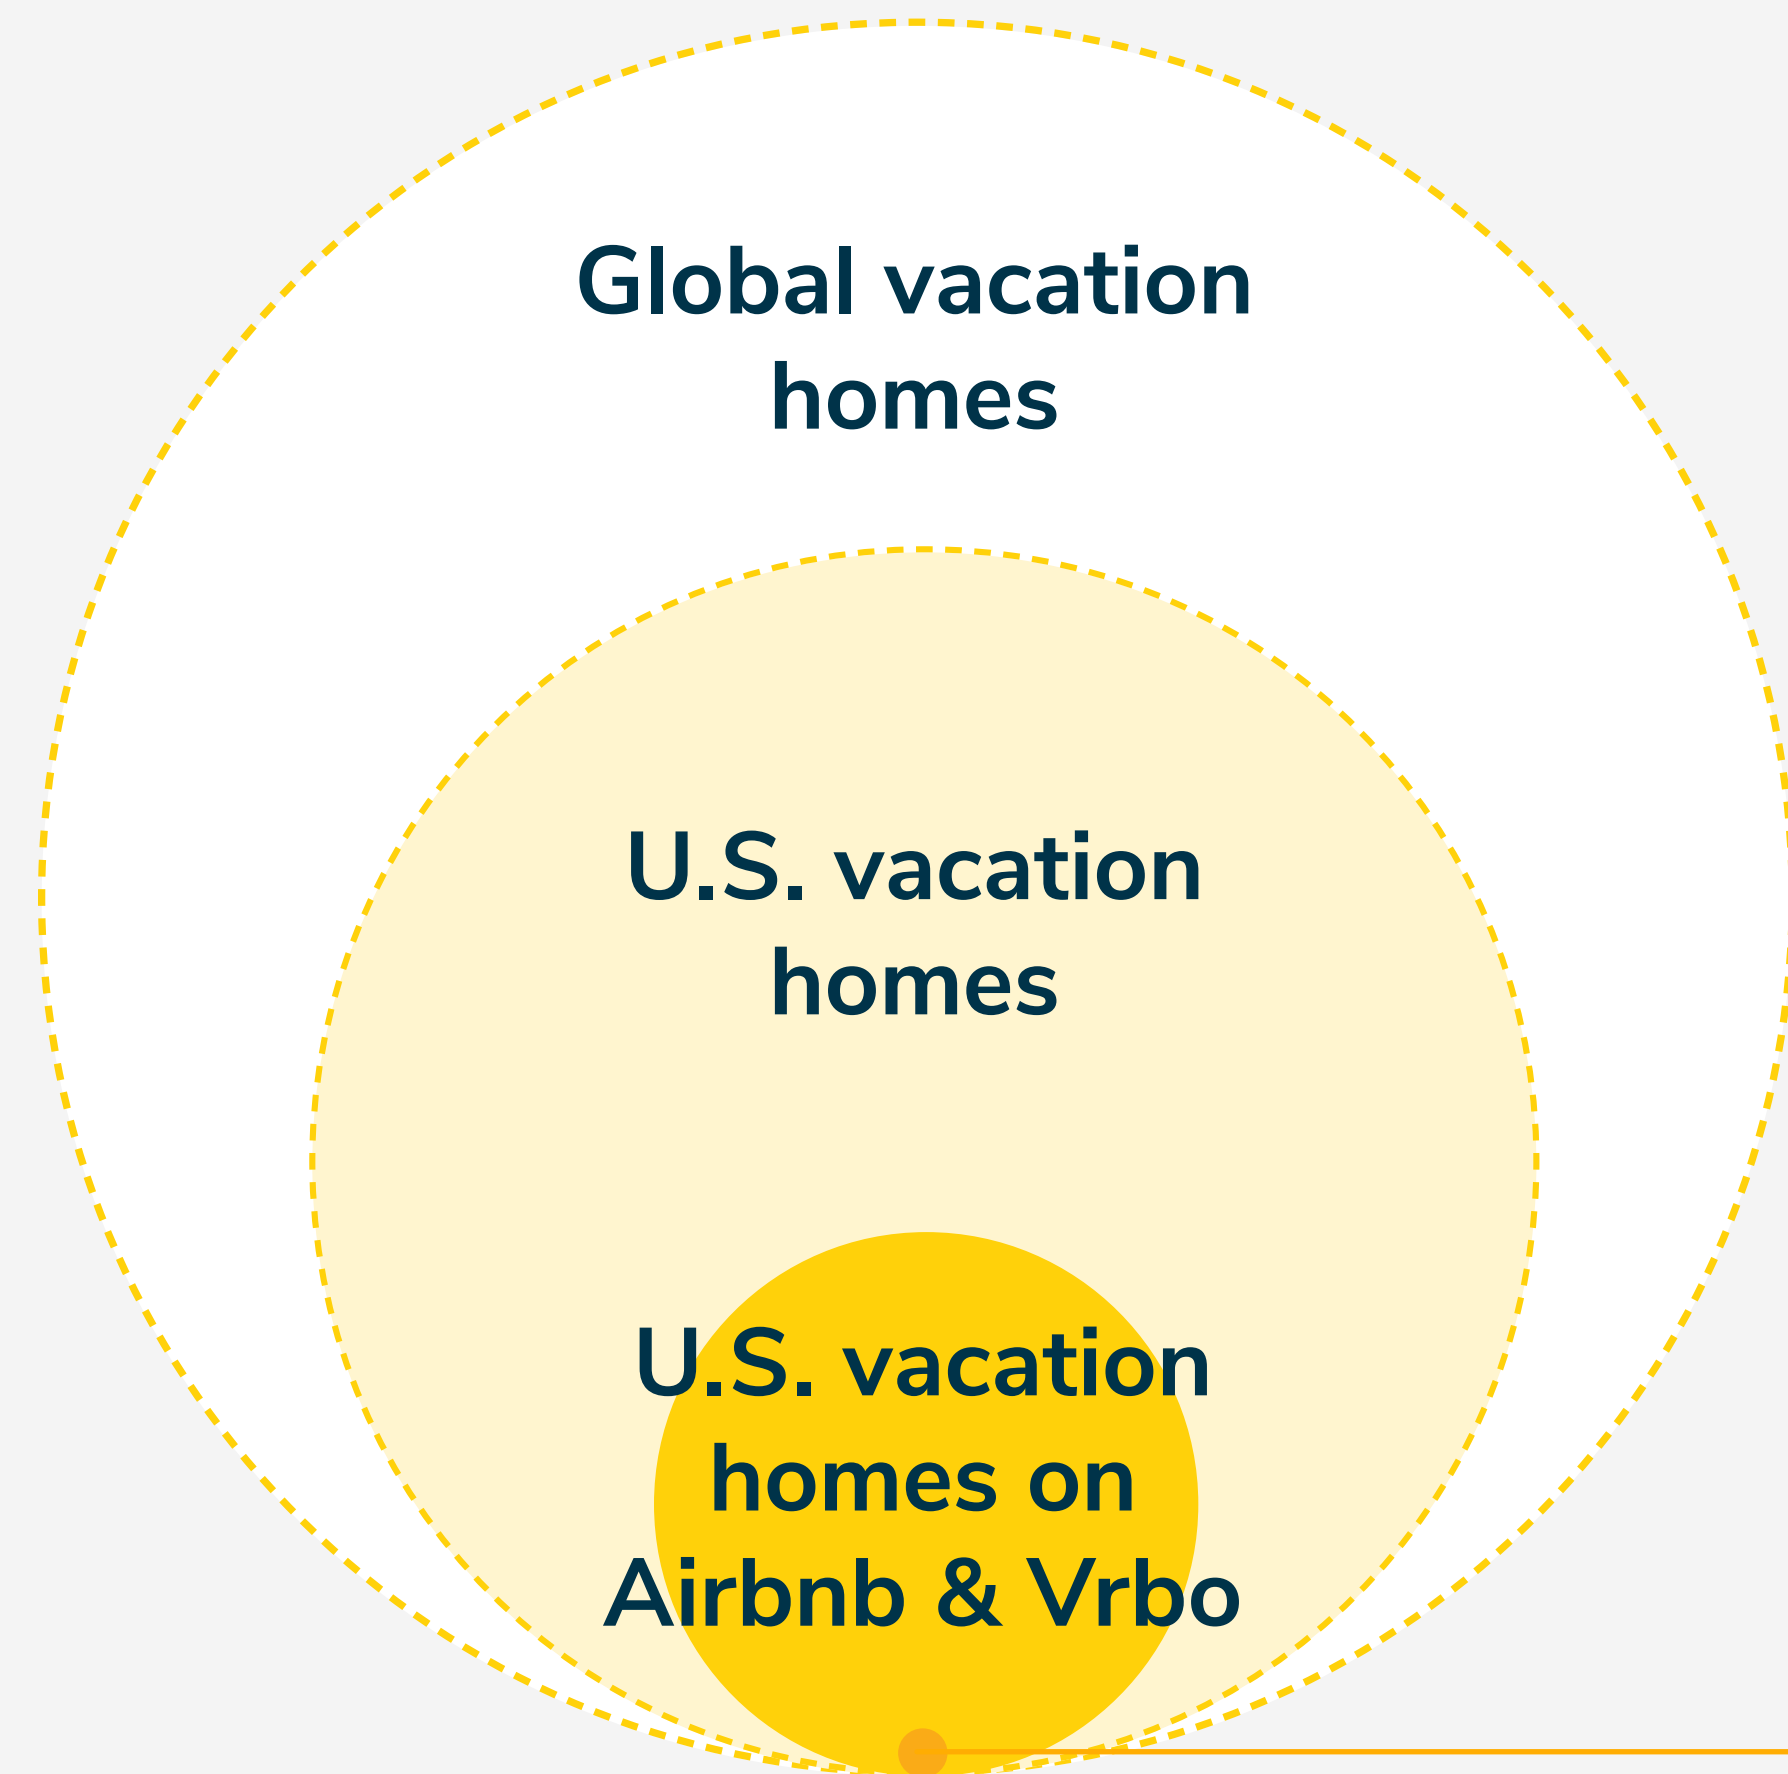 Global vacation
homes
U.S. vacation
homes
U.S. vacation
homes on
Airbnb & Vrbo